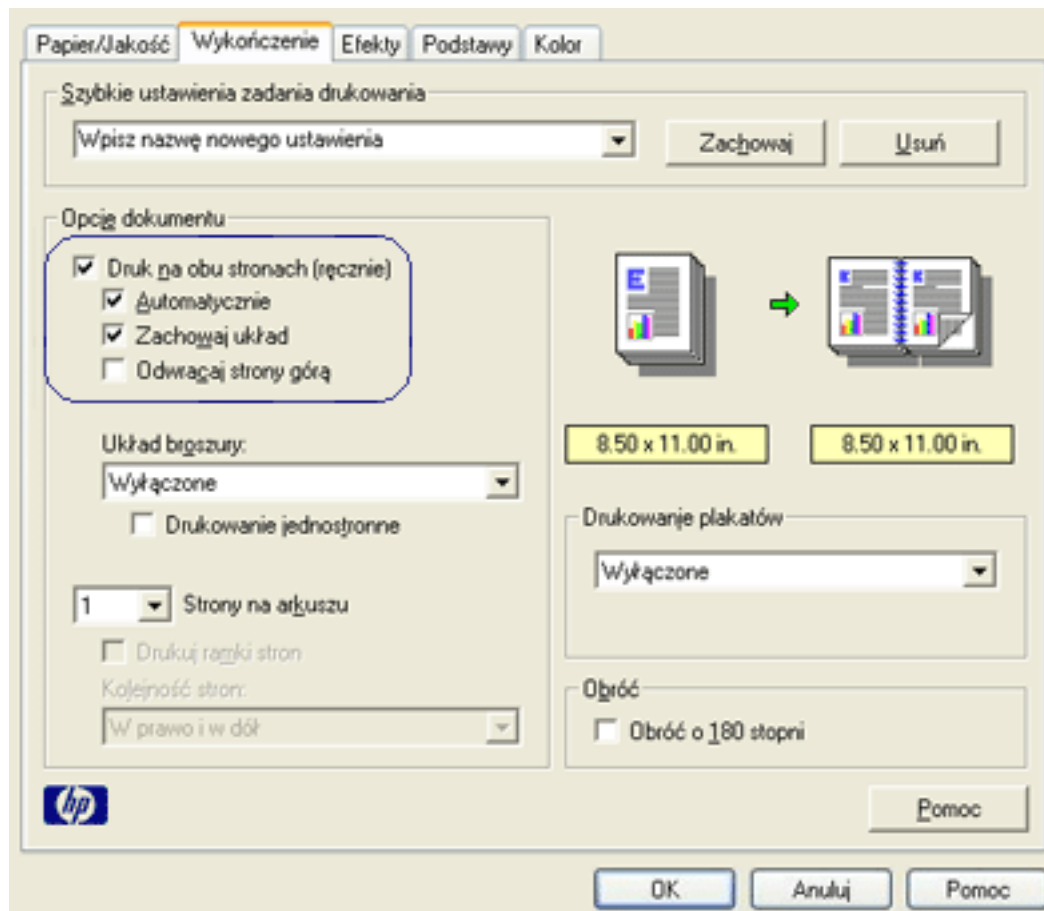 Papier/Jakość Wykończenie Efekty Podstawy Kolor
Szybkie ustawienia zadania drukowania
Wpisz nazwę nowego ustawienia Zachowaj Usuń
Opcje dokumentu
Druk na obu stronach (ręcznie)
Automatycznie
Zachowaj układ
Odwracaj strony górą
E
Układ broszury:
Wyłączone
Drukowanie jednostronne
8.50 x 11.00 in. 8.50 x 11.00 in.
Drukowanie plakatów
Wyłączone
1 Strony na arkuszu
Drukuj ramki stron
Kolejność stron:
W prawo i w dół
Obróć
Obróć o 180 stopni
hp
Pomoc
OK Anuluj Pomoc